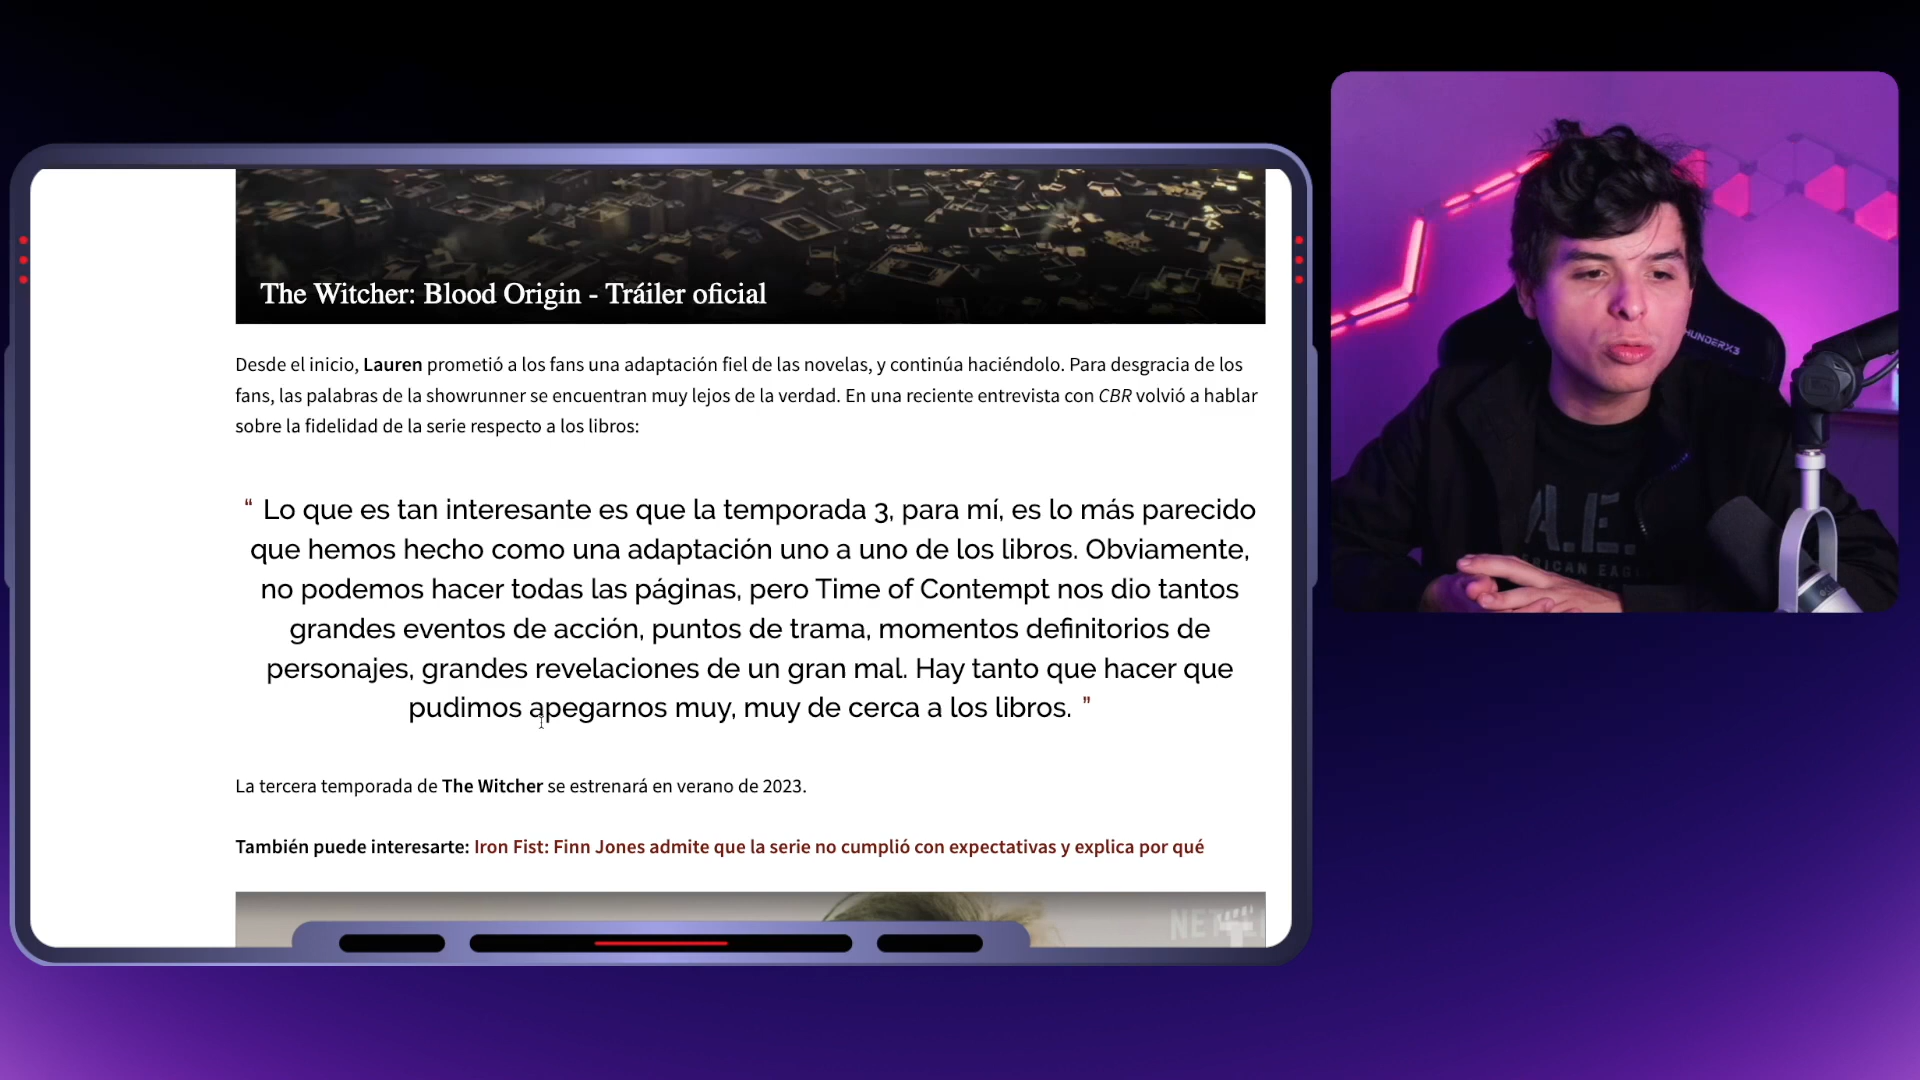 The Witcher: Blood Origin - Tráiler oficial
Desde el inicio, Lauren prometió a los fans una adaptación fiel de las novelas, y continúa haciéndolo. Para desgracia de los
fans, las palabras de la showrunner se encuentran muy lejos de la verdad. En una reciente entrevista con CBR volvió a hablar
sobre la fidelidad de la serie respecto a los libros:
“ Lo que es tan interesante es que la temporada 3, para mí, es lo más parecido
que hemos hecho como una adaptación uno a uno de los libros. Obviamente,
no podemos hacer todas las páginas, pero Time of Contempt nos dio tantos
grandes eventos de acción, puntos de trama, momentos definitorios de
personajes, grandes revelaciones de un gran mal. Hay tanto que hacer que
pudimos apegarnos muy, muy de cerca a los libros. ”
La tercera temporada de The Witcher se estrenará en verano de 2023.
También puede interesarte: Iron Fist: Finn Jones admite que la serie no cumplió con expectativas y explica por qué
A.E.